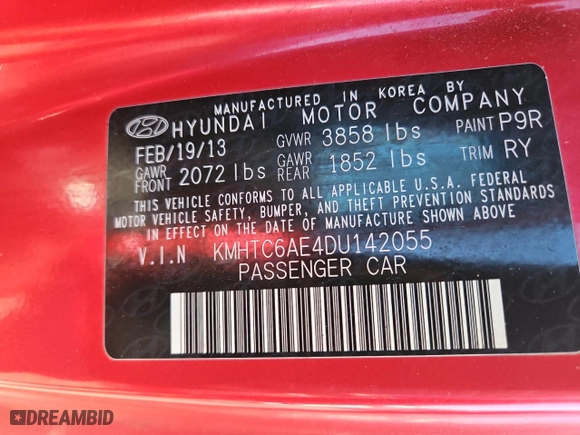 MANUFACTURED IN KOREA BY
HYUNDAI MOTOR COMPANY
FEB/19/13 GVWR 3858 lbs PAINT P9R
GAWR FRONT 2072 lbs GAWR REAR 1852 lbs TRIM RY
THIS VEHICLE CONFORMS TO ALL APPLICABLE U.S.A. FEDERAL
MOTOR VEHICLE SAFETY, BUMPER, AND THEFT PREVENTION STANDARDS
IN EFFECT ON THE DATE OF MANUFACTURE SHOWN ABOVE
V.I.N KMHTC6AE4DU142055
PASSENGER CAR
DREAMBID